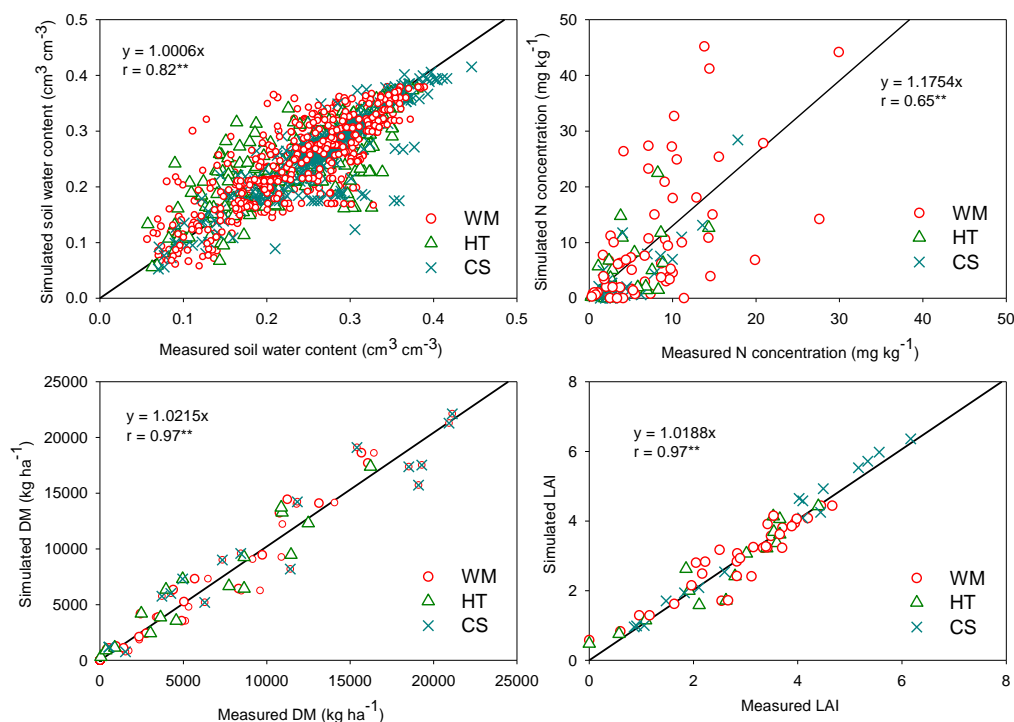 0.5
0.4
0.3
0.2
0.1
0.0
Simulated soil water content (cm³ cm⁻³)
y = 1.0006x
r = 0.82**
WM
HT
CS
0.0 0.1 0.2 0.3 0.4 0.5
Measured soil water content (cm³ cm⁻³)
50
40
30
20
10
0
Simulated N concentration (mg kg⁻¹)
y = 1.1754x
r = 0.65**
WM
HT
CS
0 10 20 30 40 50
Measured N concentration (mg kg⁻¹)
25000
20000
15000
10000
5000
0
Simulated DM (kg ha⁻¹)
y = 1.0215x
r = 0.97**
WM
HT
CS
0 5000 10000 15000 20000 25000
Measured DM (kg ha⁻¹)
8
6
4
2
0
Simulated LAI
y = 1.0188x
r = 0.97**
WM
HT
CS
0 2 4 6 8
Measured LAI